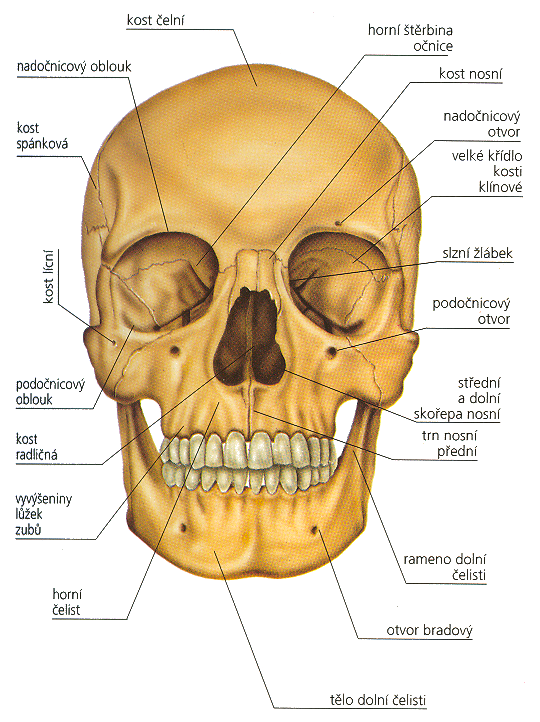 kost čelní
horní štěrbina
očnice
nadočnicový oblouk
kost nosní
kost
spánková
nadočnicový
otvor
velké křídlo
kosti
klínové
slzní žlábek
kost lícní
podočnicový
otvor
podočnicový
oblouk
střední
a dolní
skořepa nosní
kost
radličná
trn nosní
přední
vyvýšeniny
lůžek
zubů
rameno dolní
čelisti
horní
čelist
otvor bradový
tělo dolní čelisti